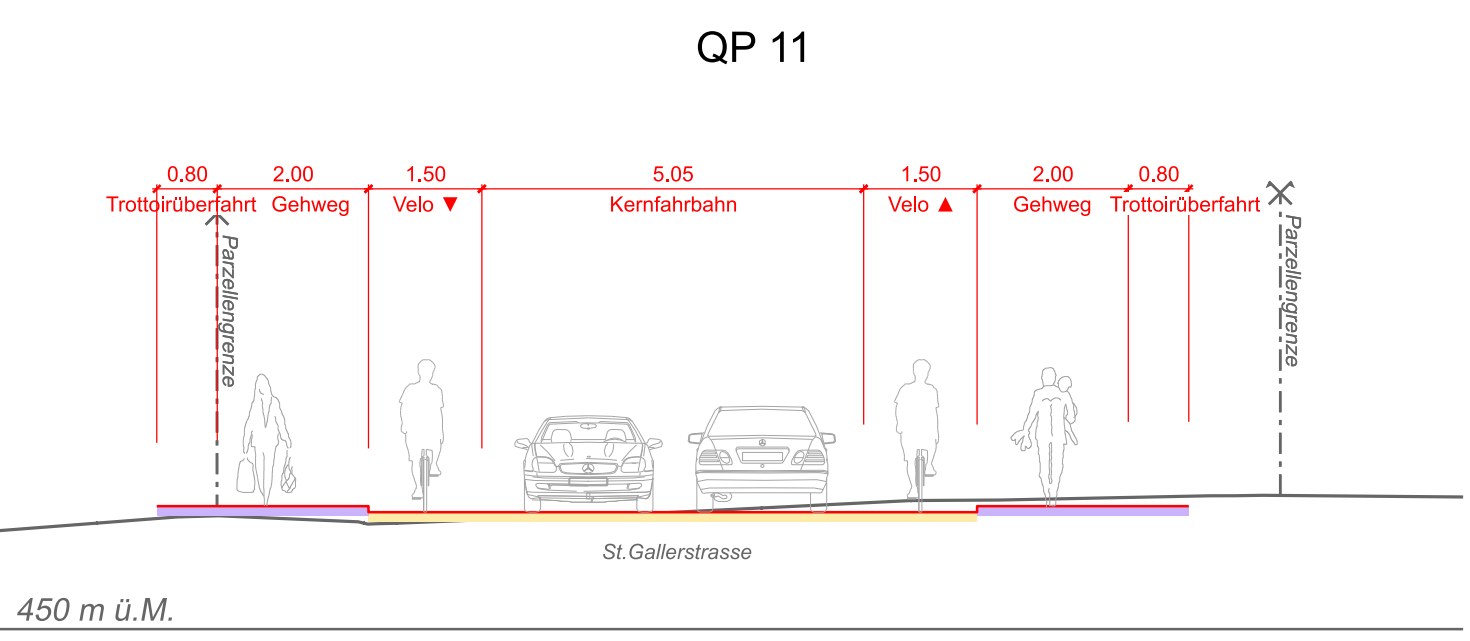 QP 11
0.80 2.00 1.50 5.05 1.50 2.00 0.80
Trottoirüberfahrt Gehweg Velo ▼ Kernfahrbahn Velo ▲ Gehweg Trottoirüberfahrt
Parzellengrenze
Parzellengrenze
St.Gallerstrasse
450 m ü.M.